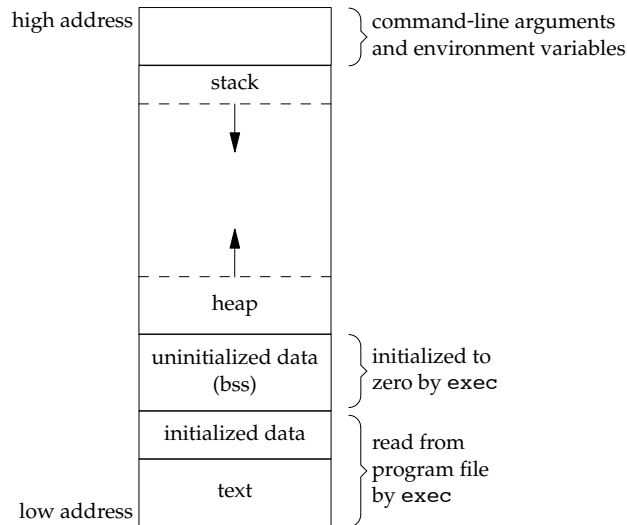 high address
command-line arguments
and environment variables
stack
heap
uninitialized data
(bss)
initialized to
zero by exec
initialized data
read from
program file
by exec
text
low address